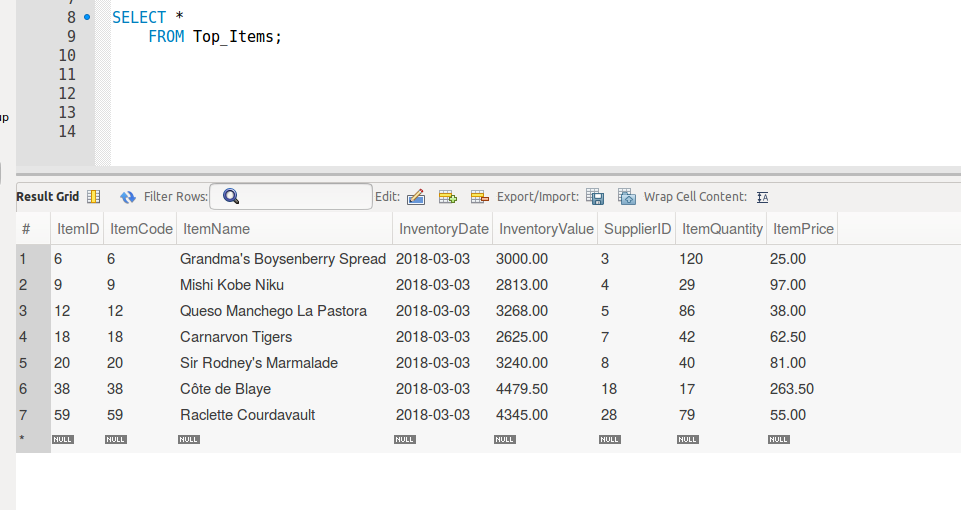 7
8 SELECT *
9 FROM Top_Items;
10
11
12
13
14
up
Result Grid Filter Rows: Edit: Export/Import: Wrap Cell Content: IA
# ItemID ItemCode ItemName InventoryDate InventoryValue SupplierID ItemQuantity ItemPrice
1 6 6 Grandma's Boysenberry Spread 2018-03-03 3000.00 3 120 25.00
2 9 9 Mishi Kobe Niku 2018-03-03 2813.00 4 29 97.00
3 12 12 Queso Manchego La Pastora 2018-03-03 3268.00 5 86 38.00
4 18 18 Carnarvon Tigers 2018-03-03 2625.00 7 42 62.50
5 20 20 Sir Rodney's Marmalade 2018-03-03 3240.00 8 40 81.00
6 38 38 Côte de Blaye 2018-03-03 4479.50 18 17 263.50
7 59 59 Raclette Courdavault 2018-03-03 4345.00 28 79 55.00
* NULL NULL NULL NULL NULL NULL NULL NULL